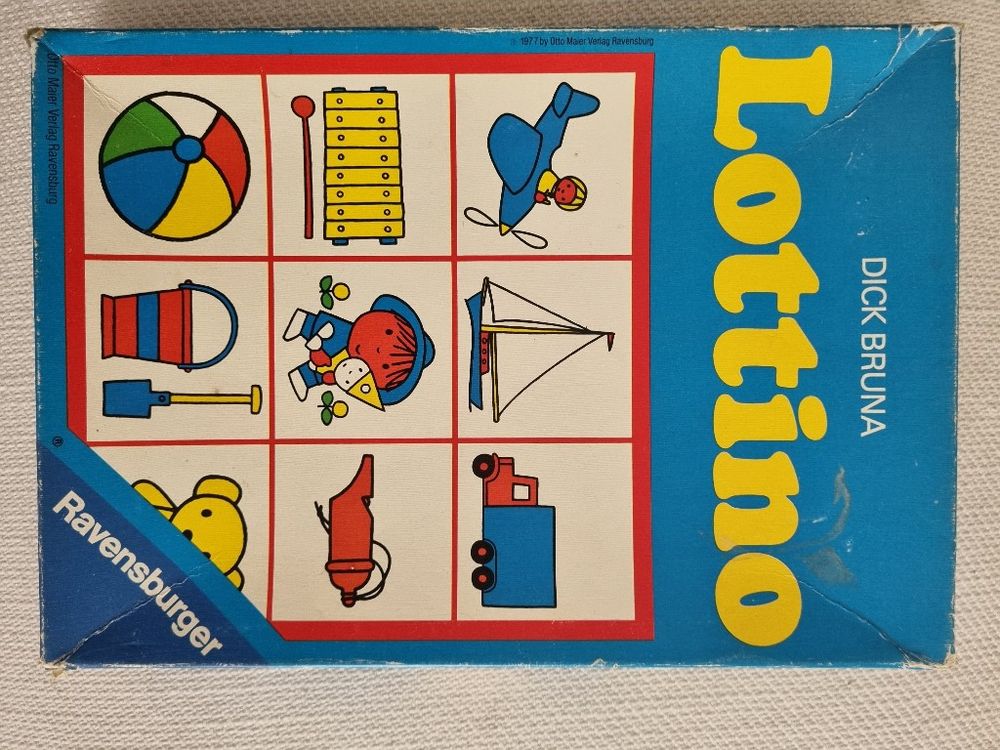 DICK BRUNA
Lottino
© 1977 by Otto Maier Verlag Ravensburg
Otto Maier Verlag Ravensburg
Ravensburger®